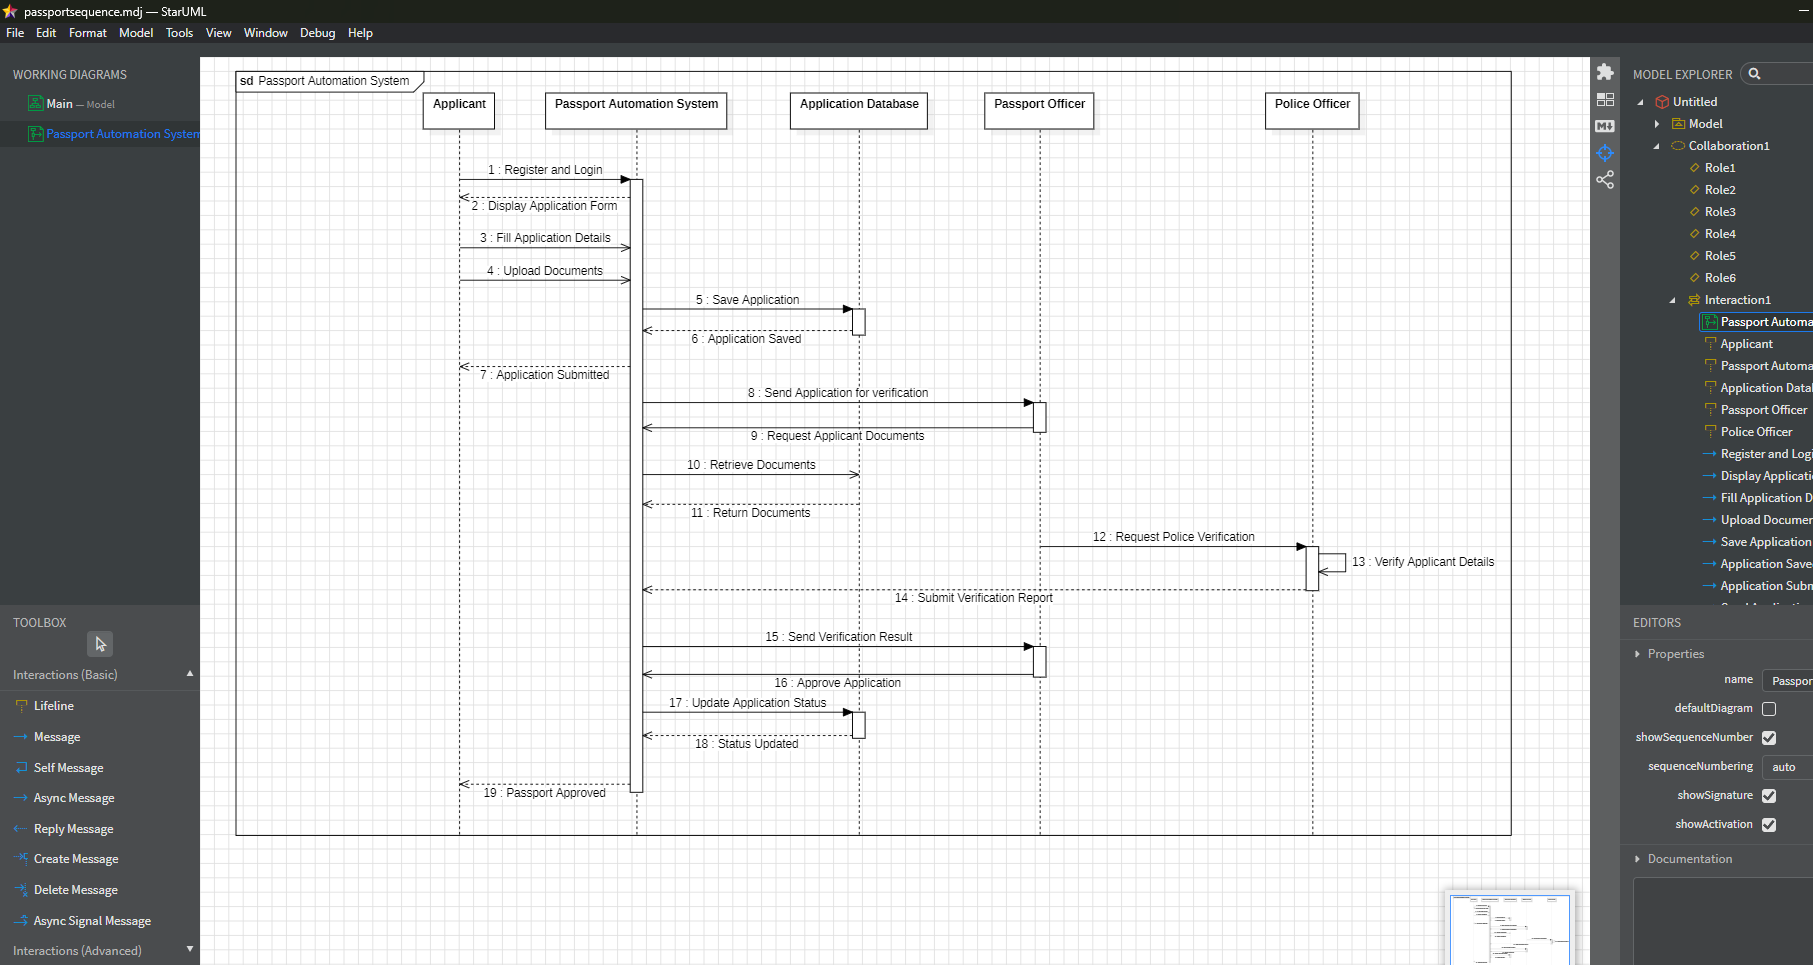 passportsequence.mdj — StarUML
File Edit Format Model Tools View Window Debug Help
WORKING DIAGRAMS
Main — Model
Passport Automation System
TOOLBOX
Interactions (Basic)
Lifeline
Message
Self Message
Async Message
Reply Message
Create Message
Delete Message
Async Signal Message
Interactions (Advanced)
sd Passport Automation System
Applicant
Passport Automation System
Application Database
Passport Officer
Police Officer
1 : Register and Login
2 : Display Application Form
3 : Fill Application Details
4 : Upload Documents
5 : Save Application
6 : Application Saved
7 : Application Submitted
8 : Send Application for verification
9 : Request Applicant Documents
10 : Retrieve Documents
11 : Return Documents
12 : Request Police Verification
13 : Verify Applicant Details
14 : Submit Verification Report
15 : Send Verification Result
16 : Approve Application
17 : Update Application Status
18 : Status Updated
19 : Passport Approved
MODEL EXPLORER
Untitled
Model
Collaboration1
Role1
Role2
Role3
Role4
Role5
Role6
Interaction1
Passport Automa
Applicant
Passport Automa
Application Data
Passport Officer
Police Officer
Register and Logi
Display Applicati
Fill Application D
Upload Documen
Save Application
Application Save
Application Subm
EDITORS
Properties
name Passpor
defaultDiagram
showSequenceNumber
sequenceNumbering auto
showSignature
showActivation
Documentation